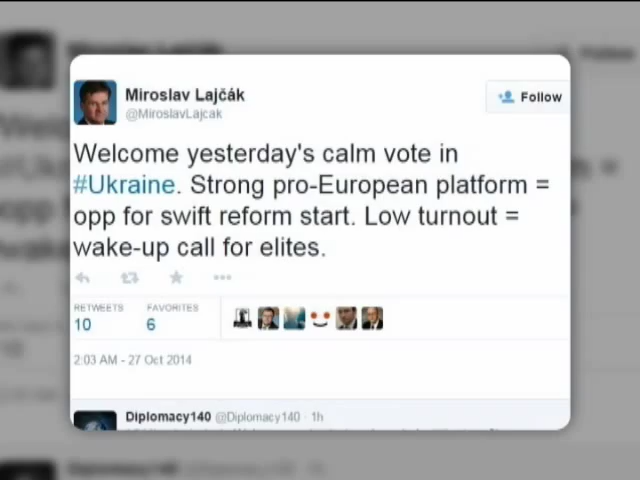 Miroslav Lajčák
@MiroslavLajcak
Follow
Welcome yesterday's calm vote in
#Ukraine. Strong pro-European platform =
opp for swift reform start. Low turnout =
wake-up call for elites.
RETWEETS
FAVORITES
10
6
2:03 AM - 27 Oct 2014
Diplomacy140 @Diplomacy140 · 1h